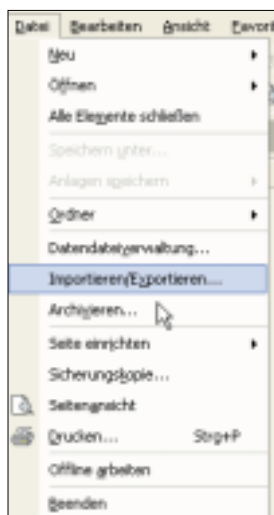 Datei Bearbeiten Ansicht Favori
Neu
Öffnen
Alle Elemente schließen
Speichern unter...
Anlagen speichern
Ordner
Datendateiverwaltung...
Importieren/Exportieren...
Archivieren...
Seite einrichten
Sicherungskopie...
Seitenansicht
Drucken... Strg+P
Offline arbeiten
Beenden